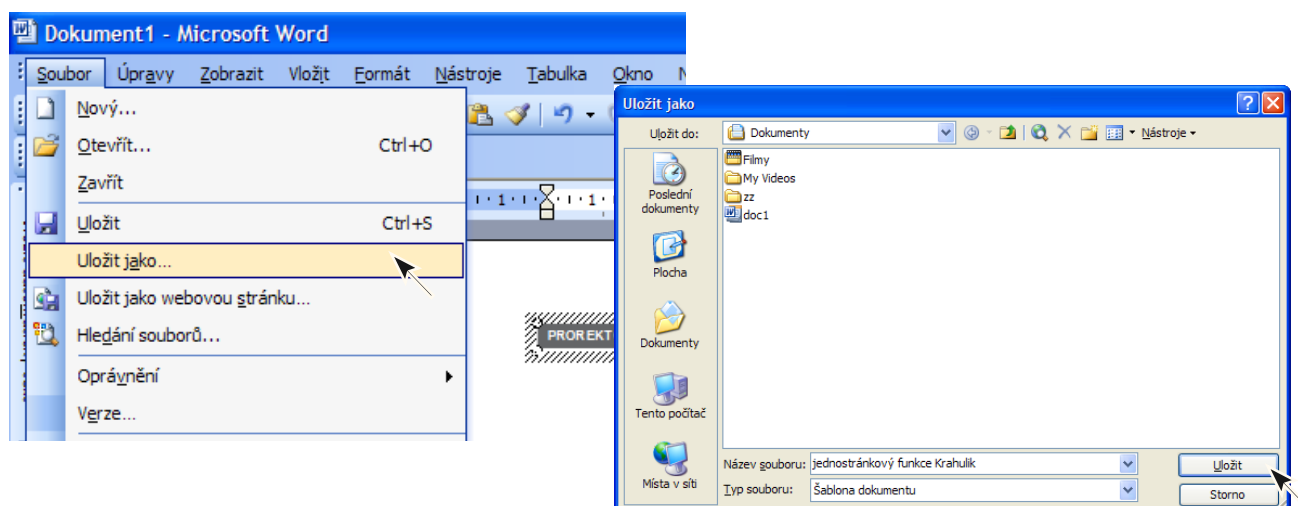 Dokument1 - Microsoft Word
Soubor Úpravy Zobrazit Vložit Formát Nástroje Tabulka Okno
Nový...
Otevřít... Ctrl+O
Zavřít
Uložit Ctrl+S
Uložit jako...
Uložit jako webovou stránku...
Hledání souborů...
Oprávnění
Verze...
1 1
PROREKT
Uložit jako
Uložit do: Dokumenty Nástroje
Poslední dokumenty
Plocha
Dokumenty
Tento počítač
Místa v síti
Filmy
My Videos
zz
doc1
Název souboru: jednostránkový funkce Krahulik Uložit
Typ souboru: Šablona dokumentu Storno